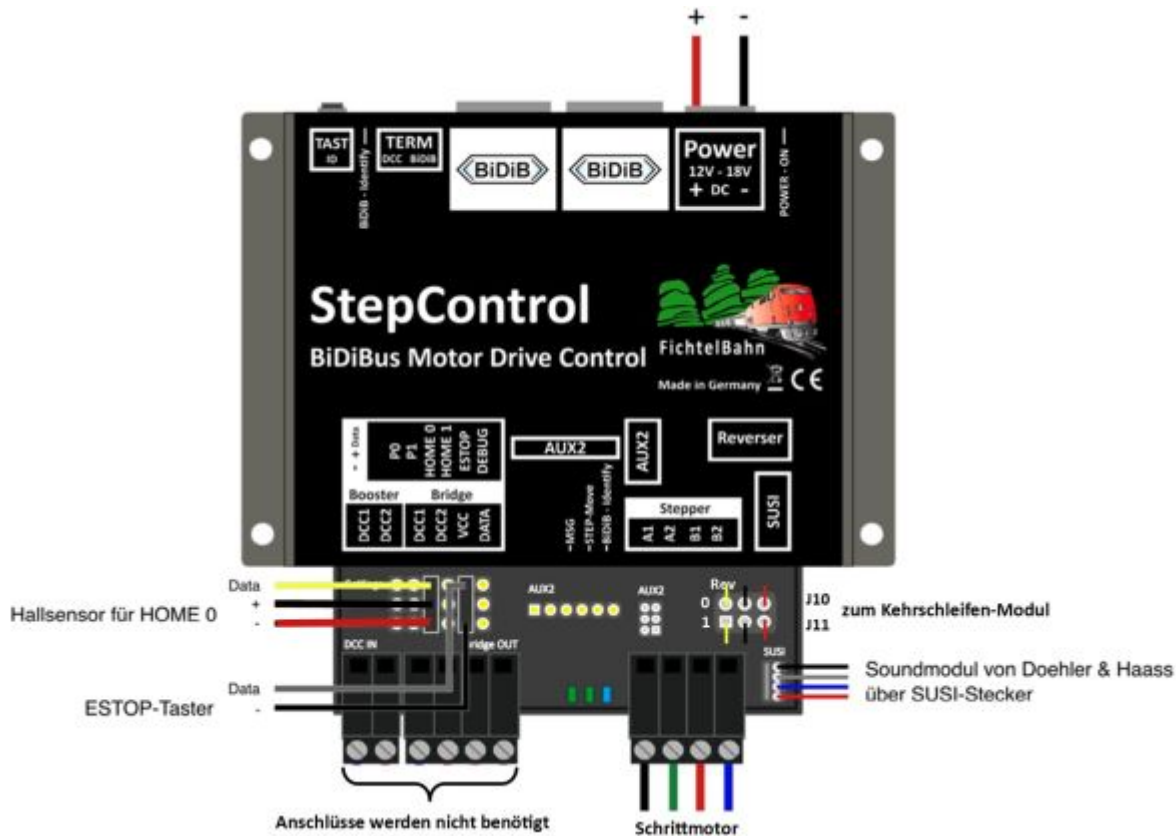 + -
TAST
ID
BiDiB - Identify
TERM
DCC BiDiB
BiDiB
BiDiB
Power
12V - 18V
+ DC -
POWER - ON
StepControl
BiDiBus Motor Drive Control
FichtelBahn
Made in Germany CE
- + Data
P0
P1
HOME 0
HOME 1
ESTOP
DEBUG
Booster
Bridge
DCC1
DCC2
DCC1
DCC2
VCC
DATA
AUX2
AUX2
Reverser
MSG
STEP-Move
BiDiB - Identify
Stepper
A1
A2
B1
B2
SUSI
Data
+
-
Hallsensor für HOME 0
AUX2
AUX2
Rev
0
1
J10
J11
zum Kehrschleifen-Modul
DCC IN
ridge OUT
SUSI
Soundmodul von Doehler & Haass
über SUSI-Stecker
Data
-
ESTOP-Taster
Anschlüsse werden nicht benötigt
Schrittmotor